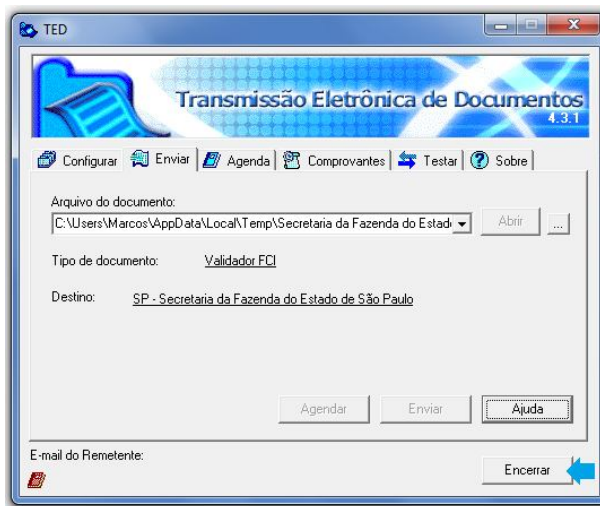 TED
Transmissão Eletrônica de Documentos
4.3.1
Configurar Enviar Agenda Comprovantes Testar Sobre
Arquivo do documento:
C:\Users\Marcos\AppData\Local\Temp\Secretaria da Fazenda do Estad Abrir ...
Tipo de documento: Validador FCI
Destino: SP - Secretaria da Fazenda do Estado de São Paulo
Agendar Enviar Ajuda
E-mail do Remetente:
Encerrar